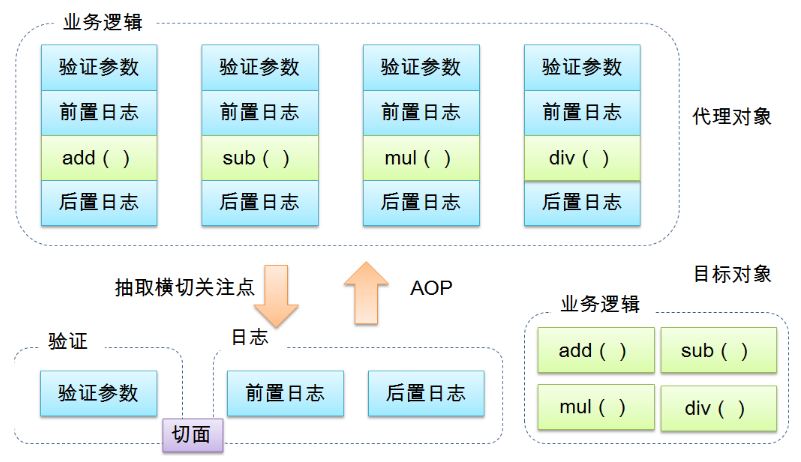 业务逻辑
验证参数 验证参数 验证参数 验证参数
前置日志 前置日志 前置日志 前置日志
代理对象
add（ ） sub（ ） mul（ ） div（ ）
后置日志 后置日志 后置日志 后置日志
抽取横切关注点
AOP
目标对象
业务逻辑
add（ ） sub（ ）
mul（ ） div（ ）
验证
日志
验证参数
前置日志 后置日志
切面